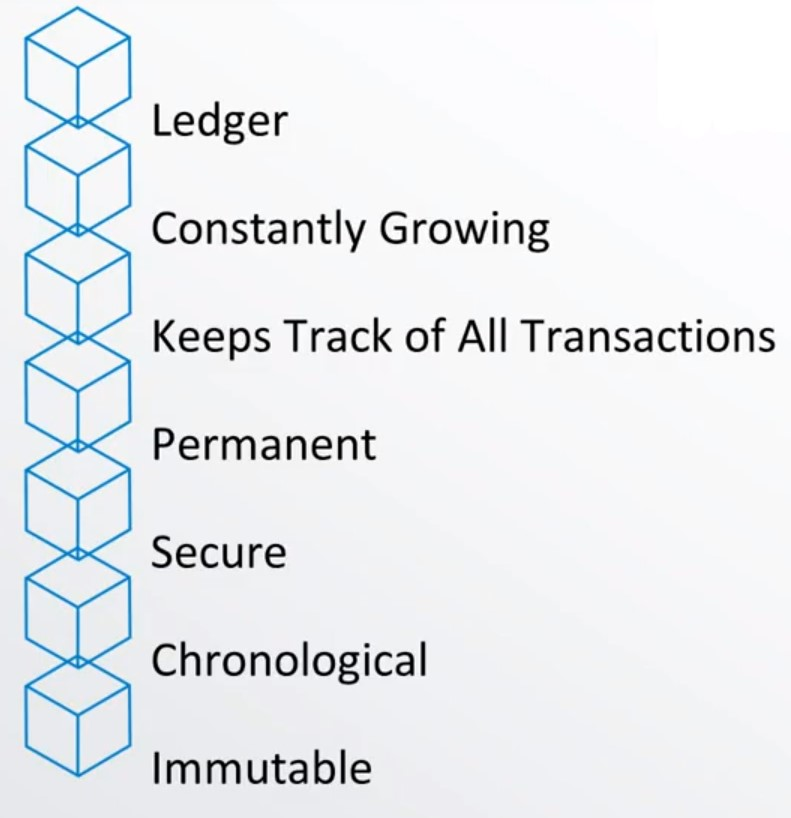 Ledger
Constantly Growing
Keeps Track of All Transactions
Permanent
Secure
Chronological
Immutable